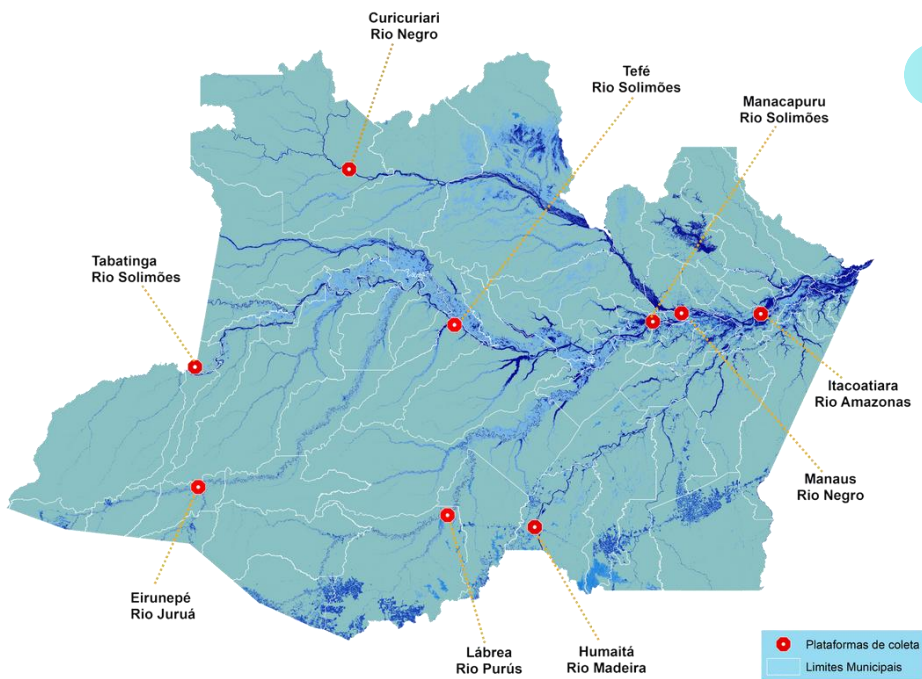 Curicuriari
Rio Negro
Tefé
Rio Solimões
Manacapuru
Rio Solimões
Tabatinga
Rio Solimões
Itacoatiara
Rio Amazonas
Manaus
Rio Negro
Eirunepé
Rio Juruá
Lábrea
Rio Purús
Humaitá
Rio Madeira
Plataformas de coleta
Limites Municipais